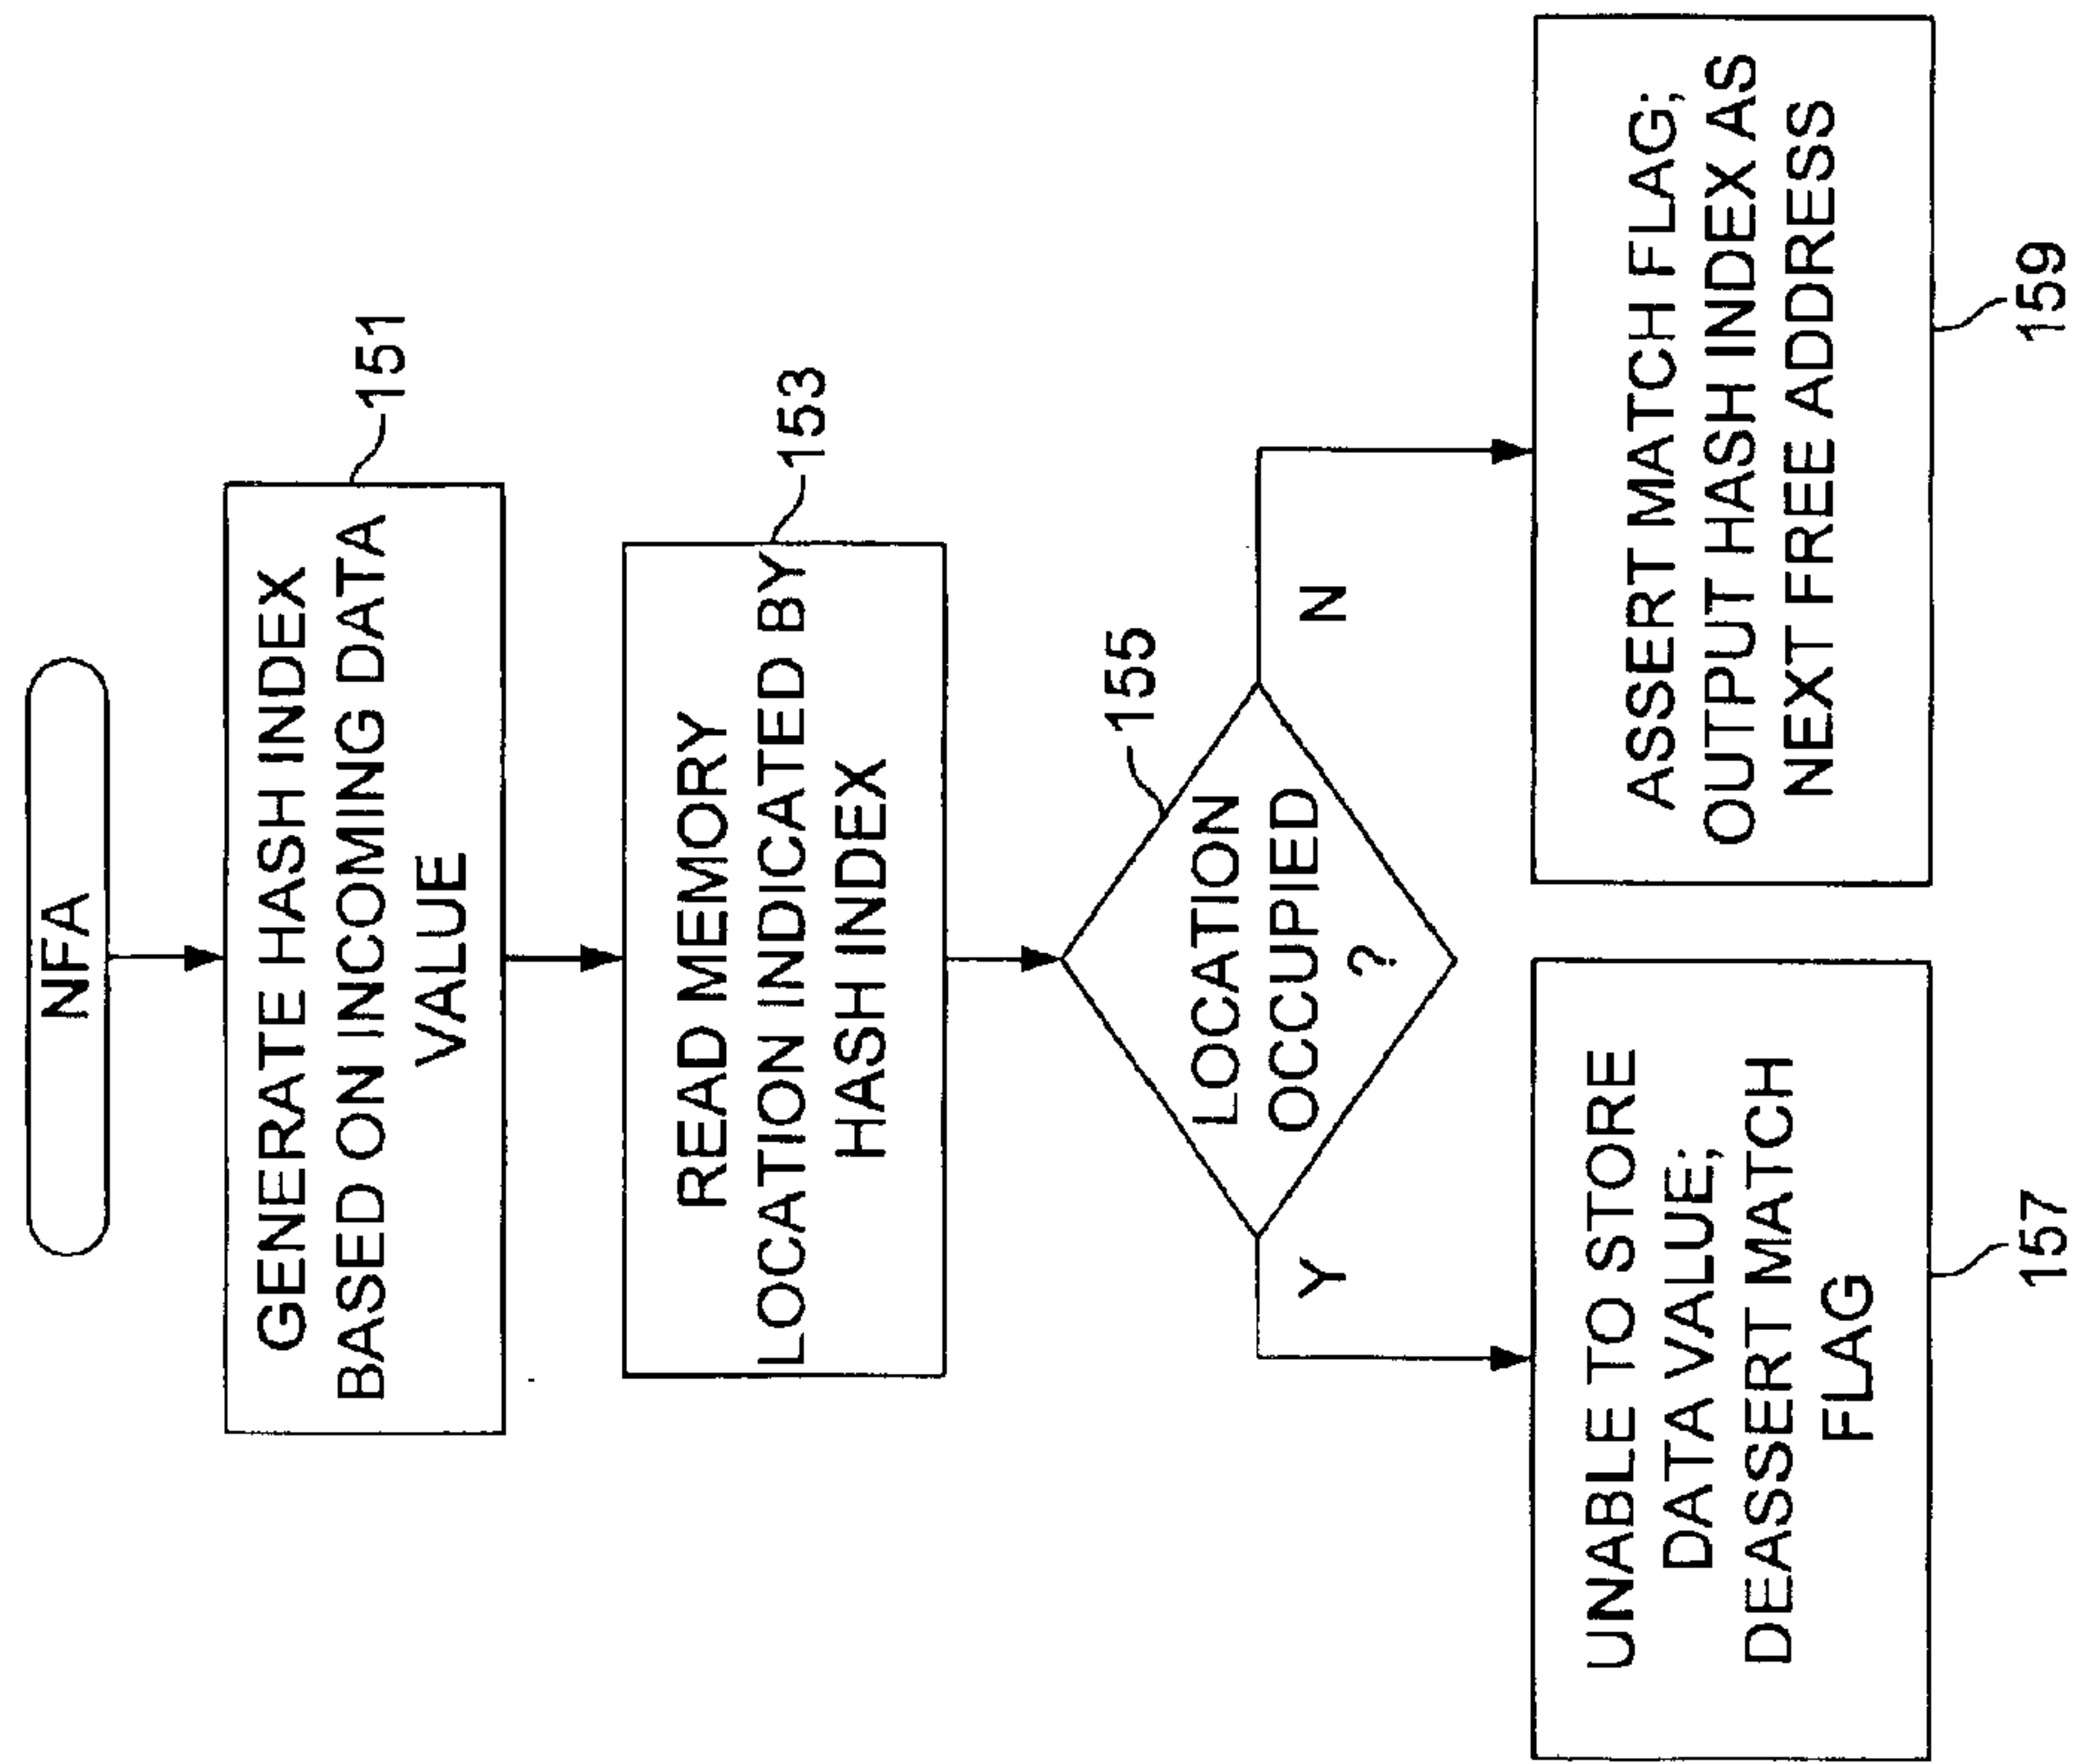 NFA
GENERATE HASH INDEX
BASED ON INCOMING DATA
VALUE
151
READ MEMORY
LOCATION INDICATED BY
HASH INDEX
153
LOCATION
OCCUPIED
?
155
Y
N
UNABLE TO STORE
DATA VALUE;
DEASSERT MATCH
FLAG
157
ASSERT MATCH FLAG;
OUTPUT HASH INDEX AS
NEXT FREE ADDRESS
159